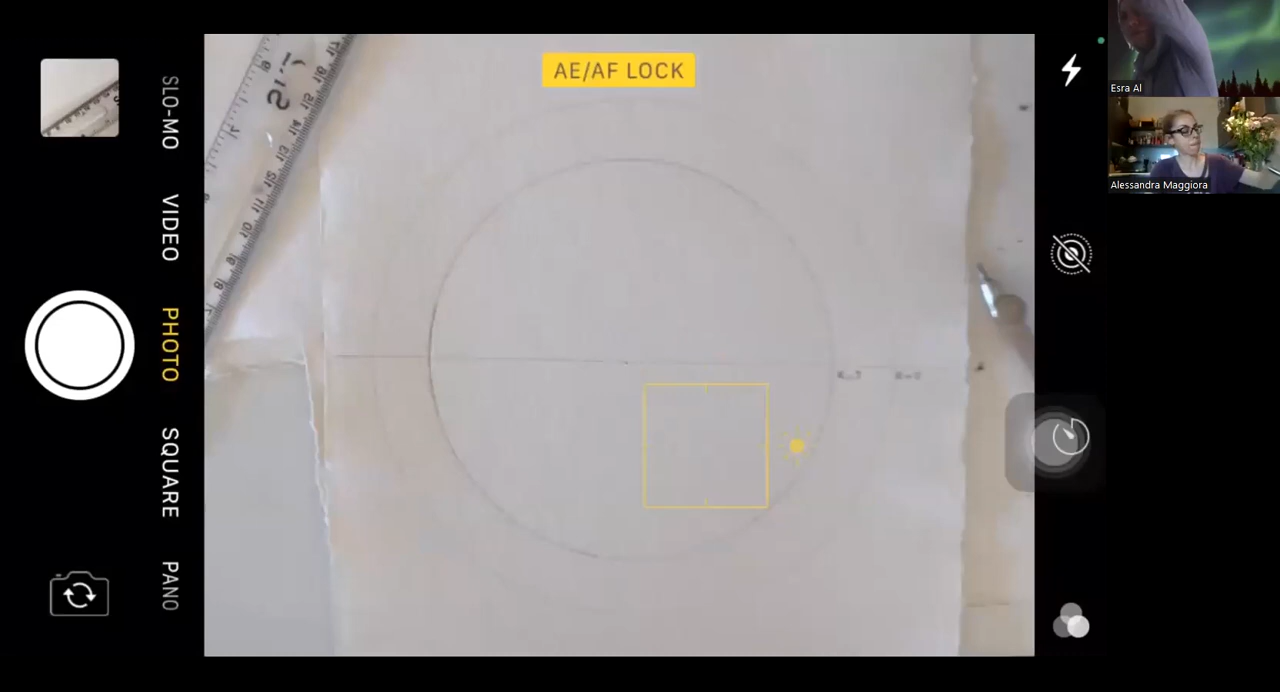 AE/AF LOCK
SLO-MO
VIDEO
PHOTO
SQUARE
PANO
Esra Al
Alessandra Maggiora